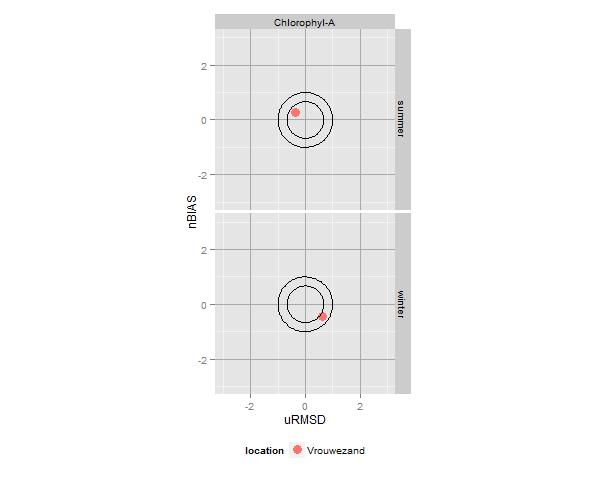 Chlorophyl-A
2
0
-2
summer
nBIAS
2
0
-2
winter
-2 0 2
uRMSD
location Vrouwezand